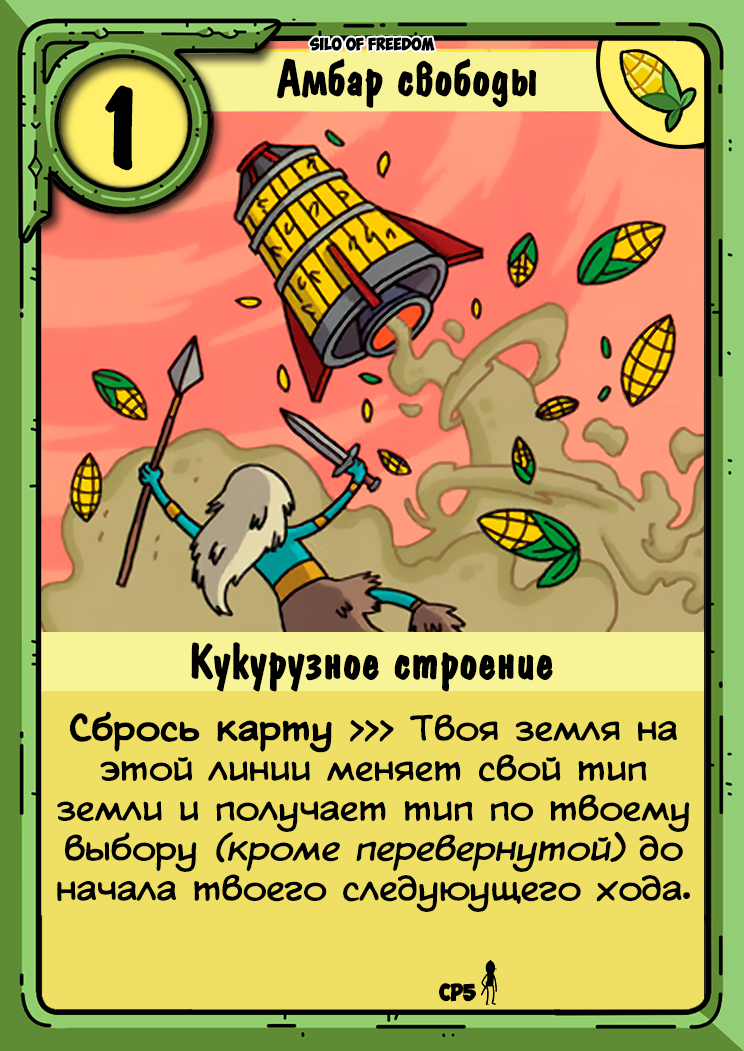 SILO OF FREEDOM
1
Амбар свободы
Кукурузное строение
Сбрось карту >>> Твоя земля на
этой линии меняет свой тип
земли и получает тип по твоему
выбору (кроме перевернутой) до
начала твоего следуюущего хода.
CP5